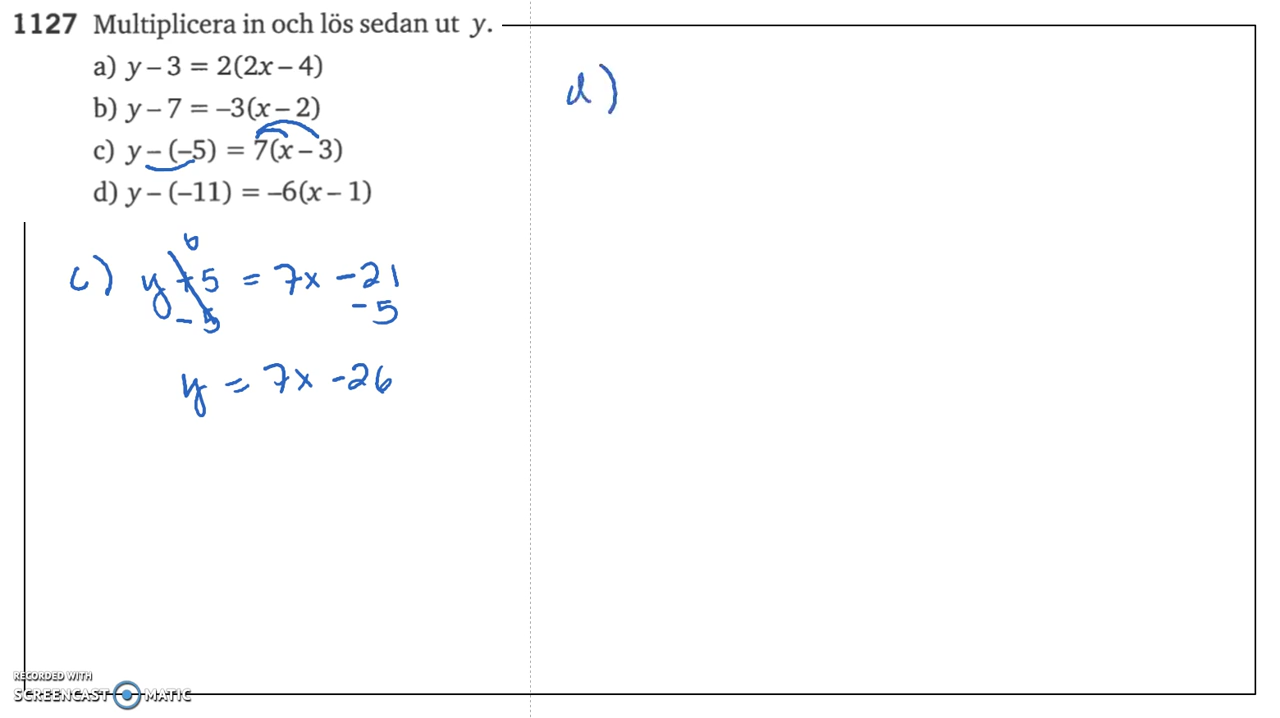 1127 Multiplicera in och lös sedan ut y.
a) y – 3 = 2(2x – 4)
b) y – 7 = –3(x – 2)
c) y – (–5) = 7(x – 3)
d) y – (–11) = –6(x – 1)
0
c) y + 5 = 7x - 21
- 5 - 5
y = 7x - 26
d)
RECORDED WITH
SCREENCAST MATIC